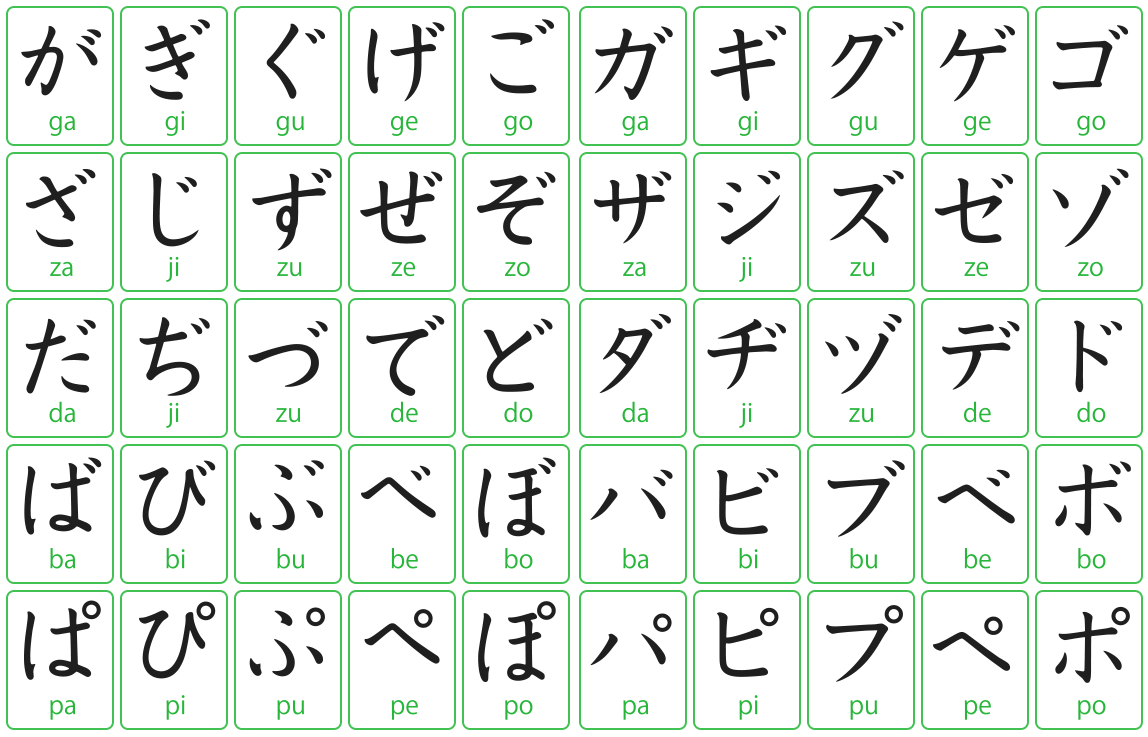 が ぎ ぐ げ ご ガ ギ グ ゲ ゴ
ga gi gu ge go ga gi gu ge go
ざ じ ず ぜ ぞ ザ ジ ズ ゼ ゾ
za ji zu ze zo za ji zu ze zo
だ ぢ づ で ど ダ ヂ ヅ デ ド
da ji zu de do da ji zu de do
ば び ぶ べ ぼ バ ビ ブ ベ ボ
ba bi bu be bo ba bi bu be bo
ぱ ぴ ぷ ぺ ぽ パ ピ プ ペ ポ
pa pi pu pe po pa pi pu pe po